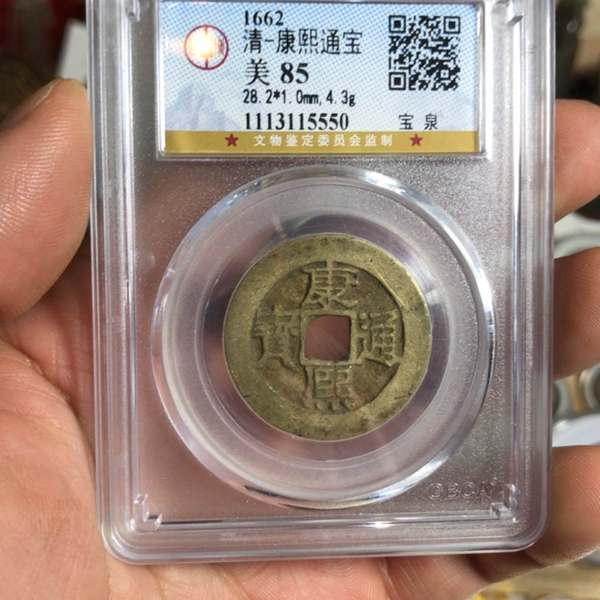 1662
清-康熙通宝
美 85
28.2*1.0mm,4.3g
1113115550 宝 泉
★ 文物鉴定委员会监制 ★
康熙通寶